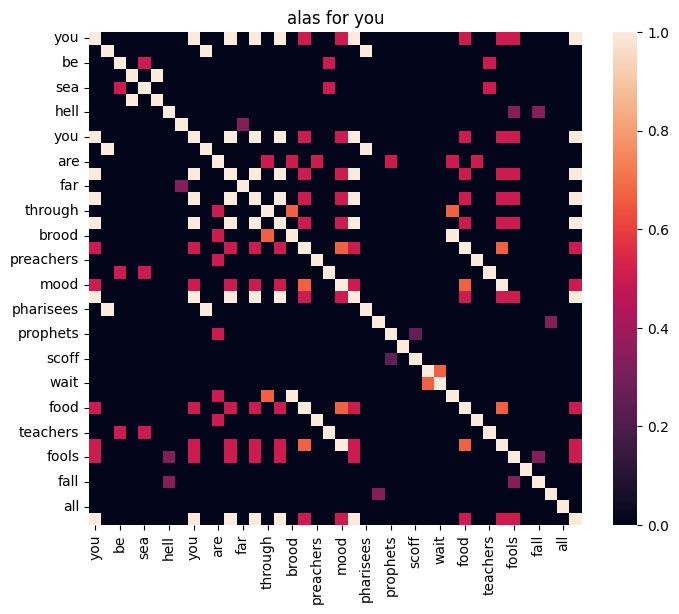 alas for you
you
be
sea
hell
you
are
far
through
brood
preachers
mood
pharisees
prophets
scoff
wait
food
teachers
fools
fall
all
1.0
0.8
0.6
0.4
0.2
0.0
you
be
sea
hell
you
are
far
through
brood
preachers
mood
pharisees
prophets
scoff
wait
food
teachers
fools
fall
all